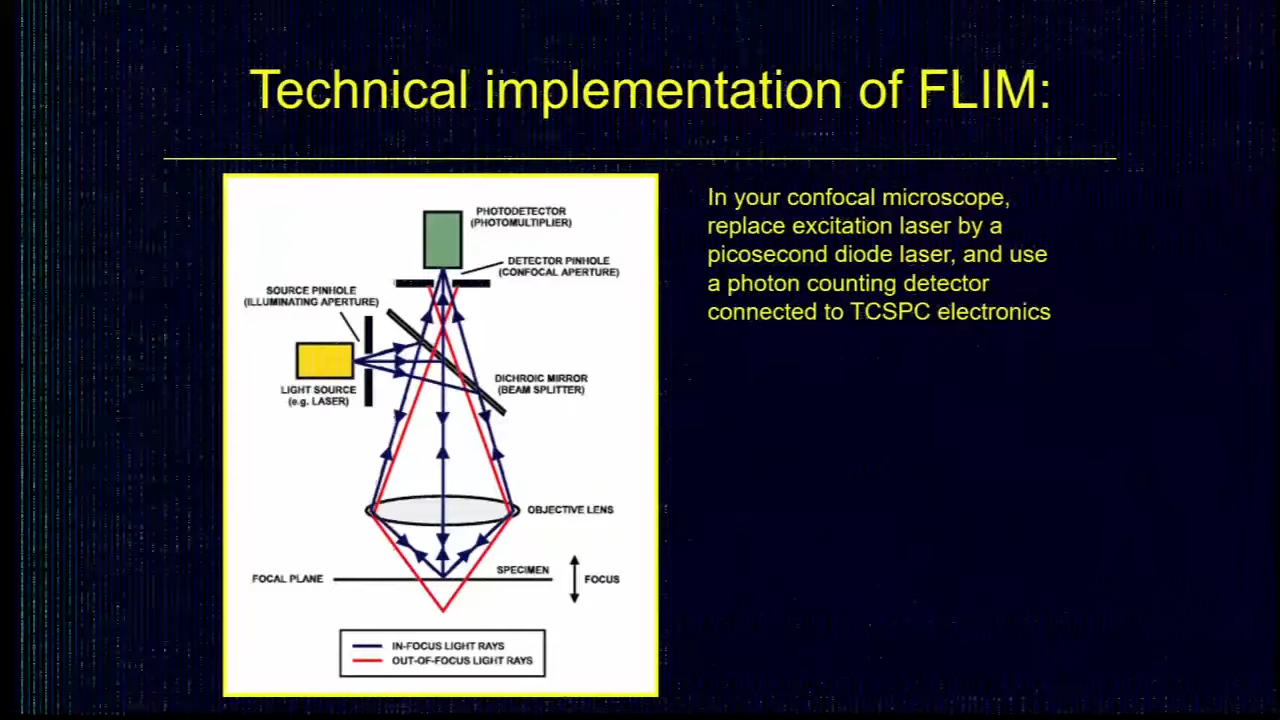 Technical implementation of FLIM:
PHOTODETECTOR
(PHOTOMULTIPLIER)
DETECTOR PINHOLE
(CONFOCAL APERTURE)
SOURCE PINHOLE
(ILLUMINATING APERTURE)
LIGHT SOURCE
(e.g. LASER)
DICHROIC MIRROR
(BEAM SPLITTER)
OBJECTIVE LENS
SPECIMEN
FOCAL PLANE
FOCUS
IN-FOCUS LIGHT RAYS
OUT-OF-FOCUS LIGHT RAYS
In your confocal microscope,
replace excitation laser by a
picosecond diode laser, and use
a photon counting detector
connected to TCSPC electronics